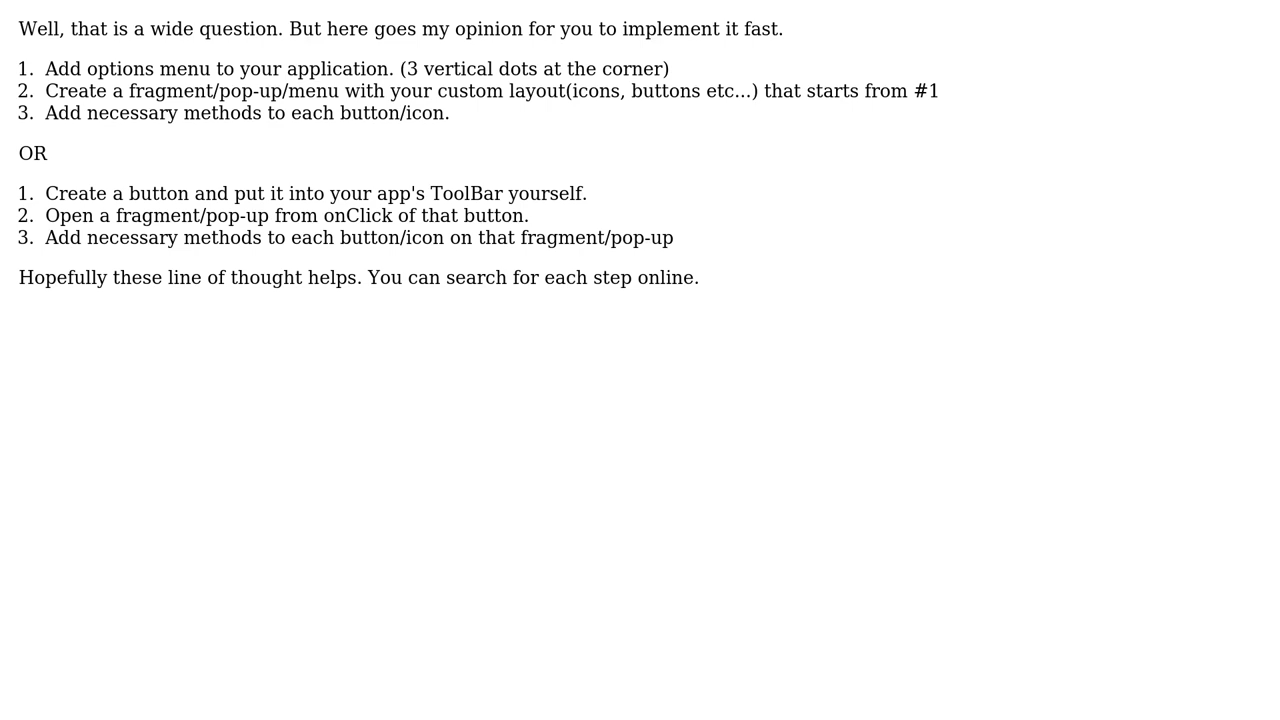 Well, that is a wide question. But here goes my opinion for you to implement it fast.
1. Add options menu to your application. (3 vertical dots at the corner)
2. Create a fragment/pop-up/menu with your custom layout(icons, buttons etc...) that starts from #1
3. Add necessary methods to each button/icon.
OR
1. Create a button and put it into your app's ToolBar yourself.
2. Open a fragment/pop-up from onClick of that button.
3. Add necessary methods to each button/icon on that fragment/pop-up
Hopefully these line of thought helps. You can search for each step online.